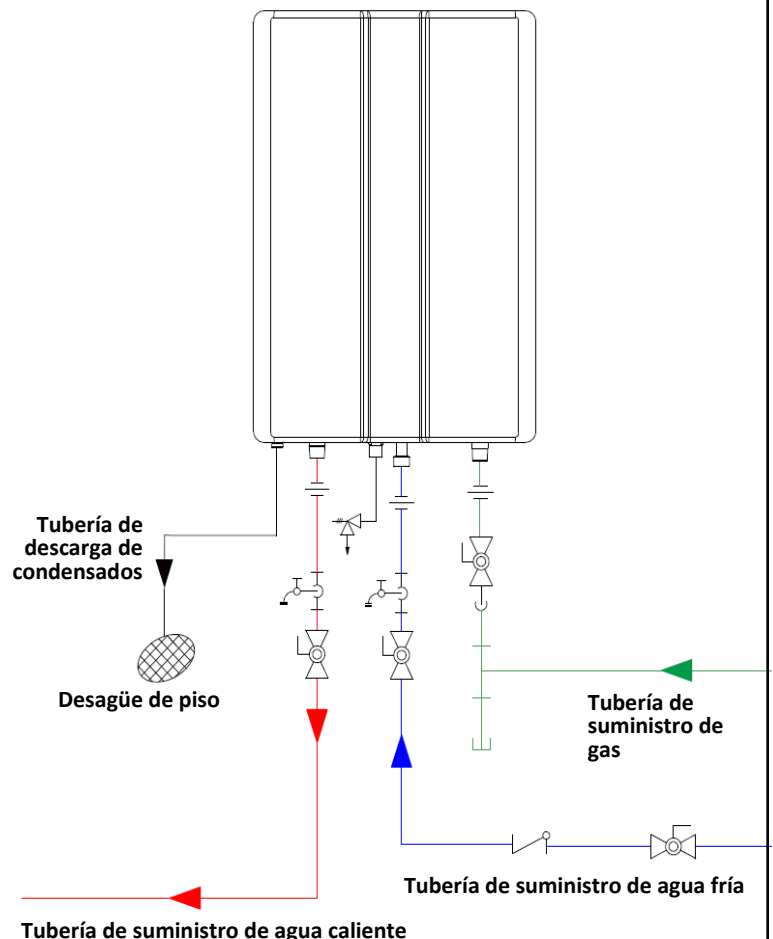 Tubería de
descarga de
condensados
Desagüe de piso
Tubería de
suministro de
gas
Tubería de suministro de agua fría
Tubería de suministro de agua caliente